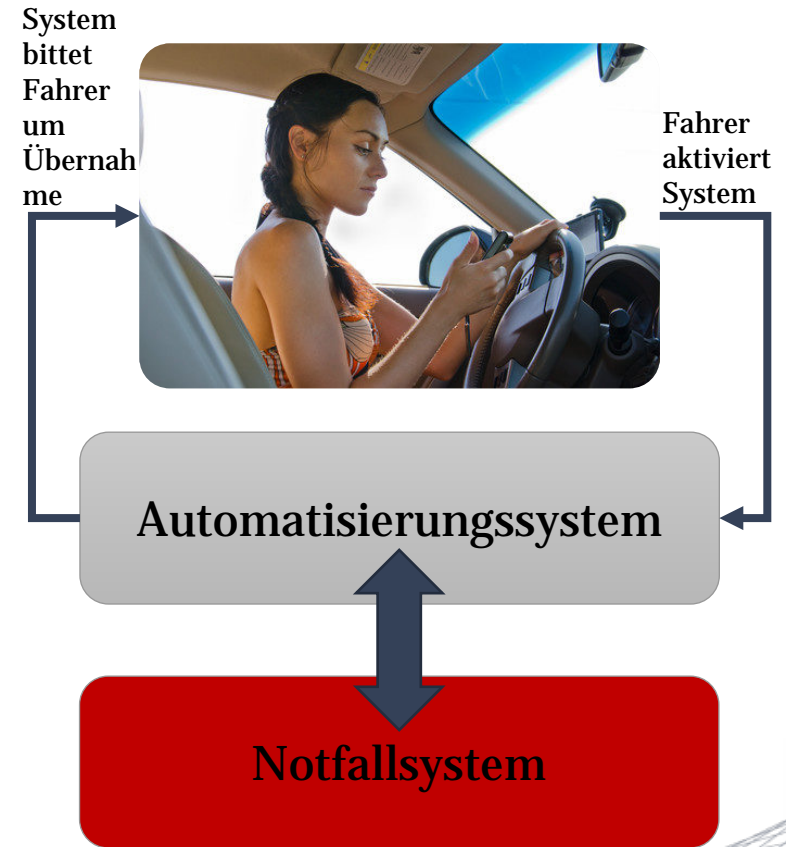 System
bittet
Fahrer
um
Übernah
me
Fahrer
aktiviert
System
Automatisierungssystem
Notfallsystem